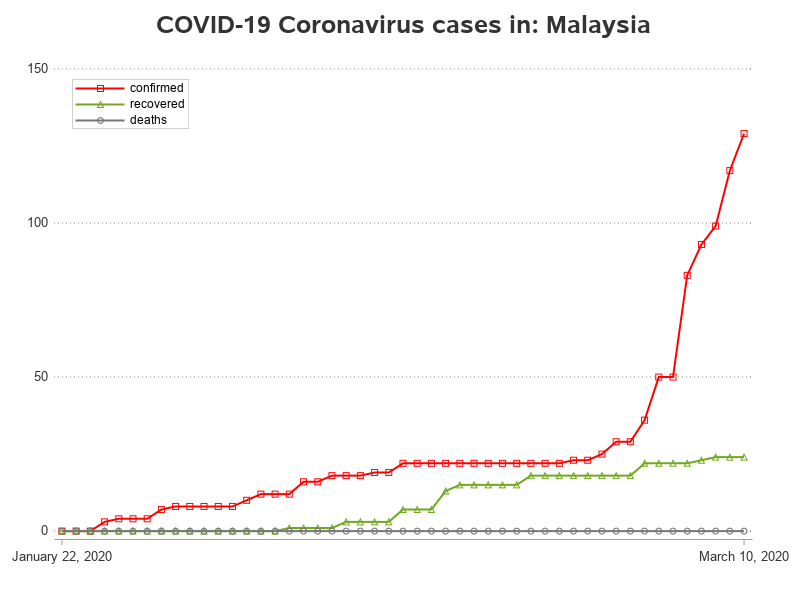 COVID-19 Coronavirus cases in: Malaysia
150
confirmed
recovered
deaths
100
50
0
January 22, 2020
March 10, 2020